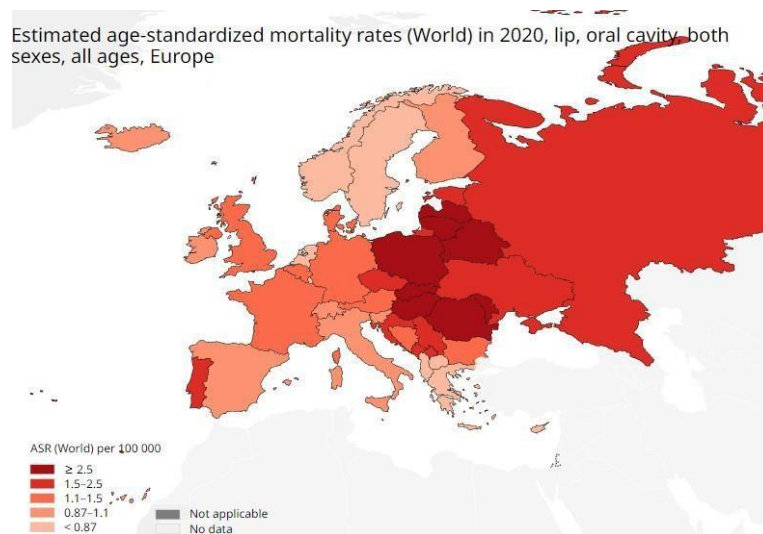 Estimated age-standardized mortality rates (World) in 2020, lip, oral cavity, both
sexes, all ages, Europe
ASR (World) per 100 000
≥ 2.5
1.5–2.5
1.1–1.5
0.87–1.1
< 0.87
Not applicable
No data